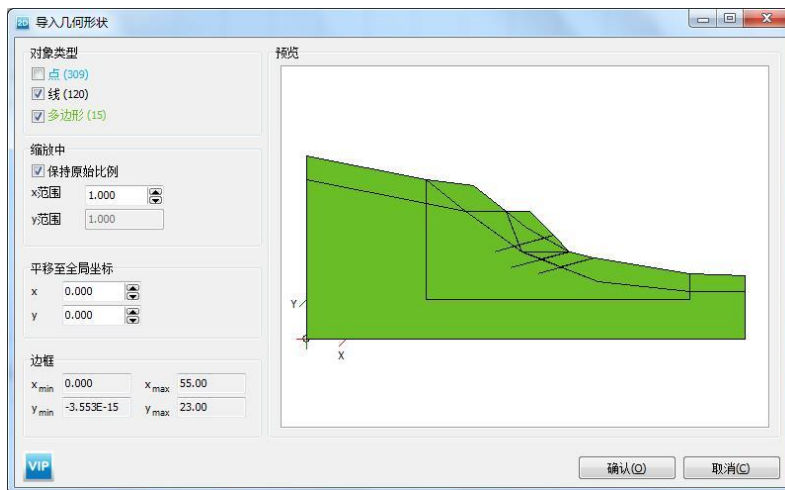 2D 导入几何形状
对象类型
点 (309)
线 (120)
多边形 (15)
缩放中
保持原始比例
x范围 1.000
y范围 1.000
平移至全局坐标
x 0.000
y 0.000
边框
x min 0.000 x max 55.00
y min -3.553E-15 y max 23.00
预览
Y
X
VIP
确认(O) 取消(C)